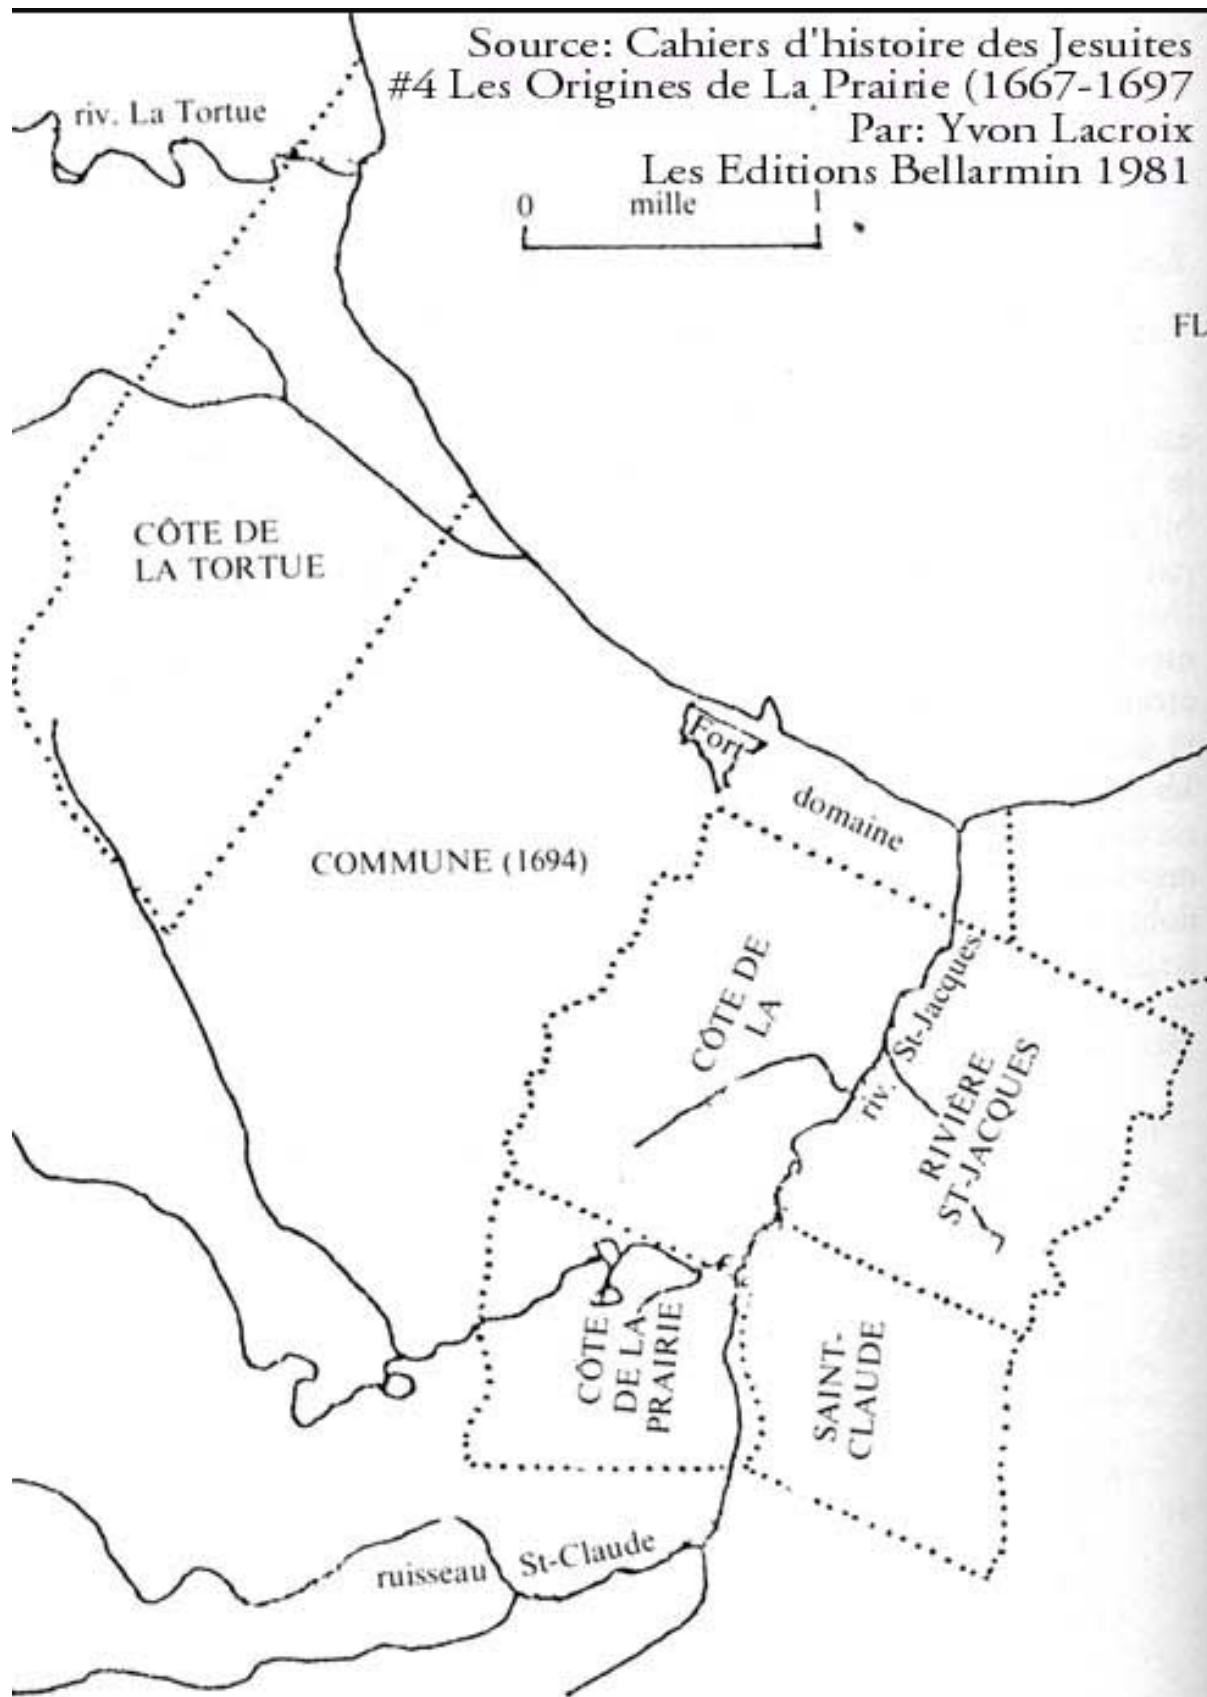 Source: Cahiers d'histoire des Jesuites
#4 Les Origines de La Prairie (1667-1697
Par: Yvon Lacroix
Les Editions Bellarmin 1981
riv. La Tortue
0 mille 1
FL
CÔTE DE
LA TORTUE
Fort
domaine
COMMUNE (1694)
CÔTE DE
LA
riv. St-Jacques
RIVIÈRE
ST-JACQUES
CÔTE
DE LA
PRAIRIE
SAINT-
CLAUDE
ruisseau St-Claude